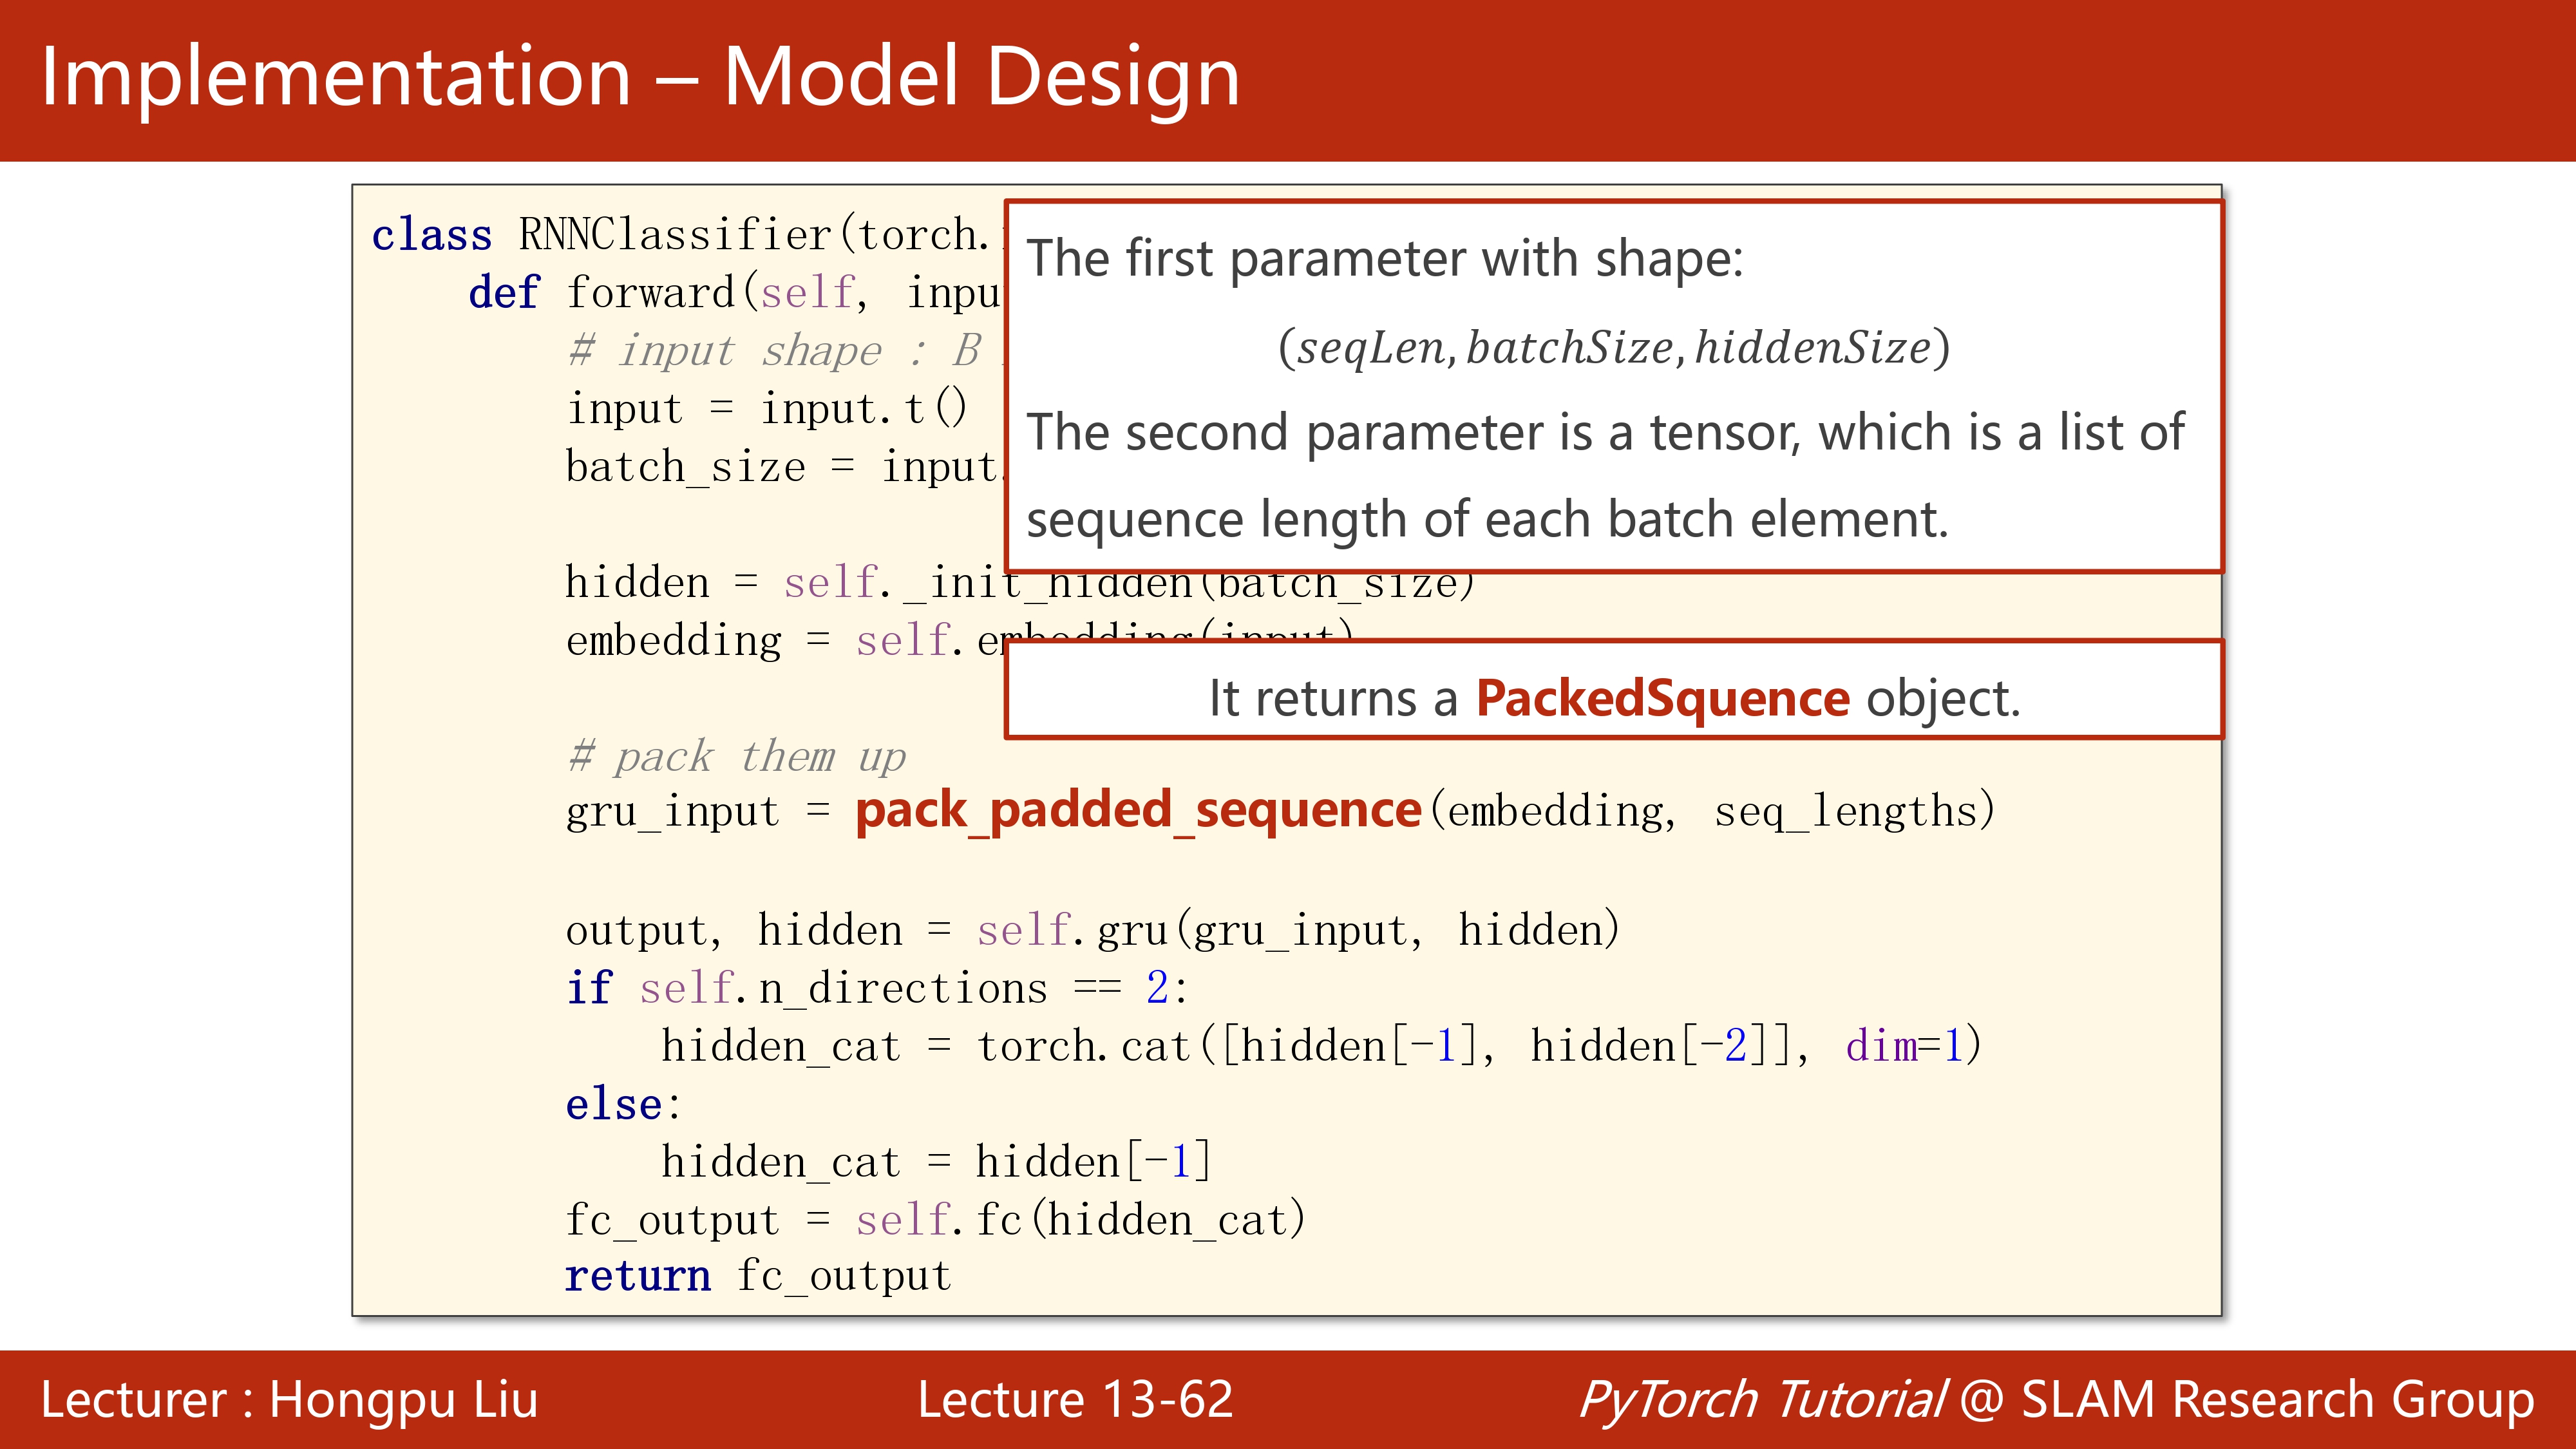 Implementation – Model Design
class RNNClassifier(torch.
def forward(self, inpu
# input shape : B
input = input.t()
batch_size = input.
The first parameter with shape:
(seqLen, batchSize, hiddenSize)
The second parameter is a tensor, which is a list of
sequence length of each batch element.
hidden = self._init_hidden(batch_size)
embedding = self.embedding(input)
It returns a PackedSquence object.
# pack them up
gru_input = pack_padded_sequence(embedding, seq_lengths)
output, hidden = self.gru(gru_input, hidden)
if self.n_directions == 2:
hidden_cat = torch.cat([hidden[-1], hidden[-2]], dim=1)
else:
hidden_cat = hidden[-1]
fc_output = self.fc(hidden_cat)
return fc_output
Lecturer : Hongpu Liu
Lecture 13-62
PyTorch Tutorial @ SLAM Research Group